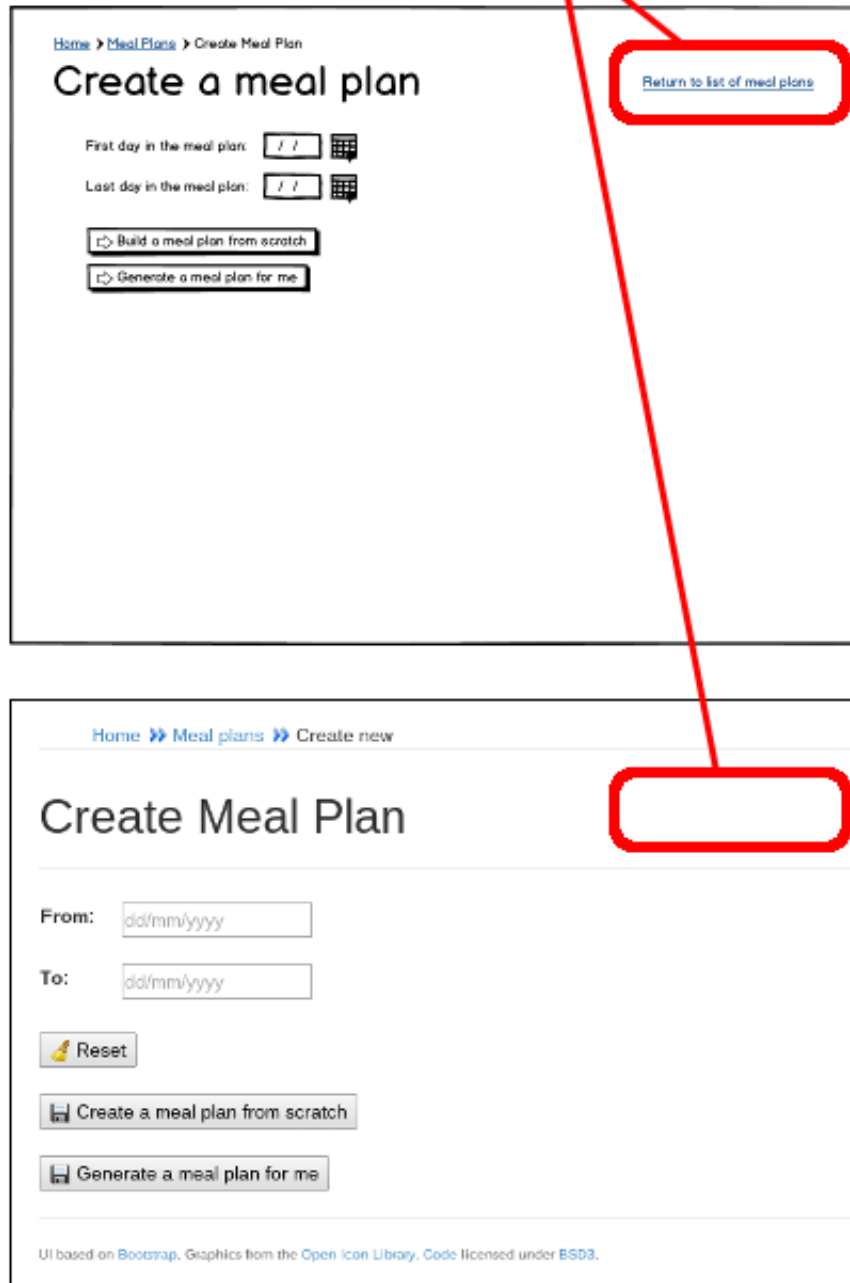 Home > Meal Plans > Create Meal Plan
Create a meal plan
Return to list of meal plans
First day in the meal plan: / /
Last day in the meal plan: / /
Build a meal plan from scratch
Generate a meal plan for me
Home Meal plans Create new
Create Meal Plan
From: dd/mm/yyyy
To: dd/mm/yyyy
Reset
Create a meal plan from scratch
Generate a meal plan for me
UI based on Bootstrap. Graphics from the Open Icon Library. Code licensed under BSD3.